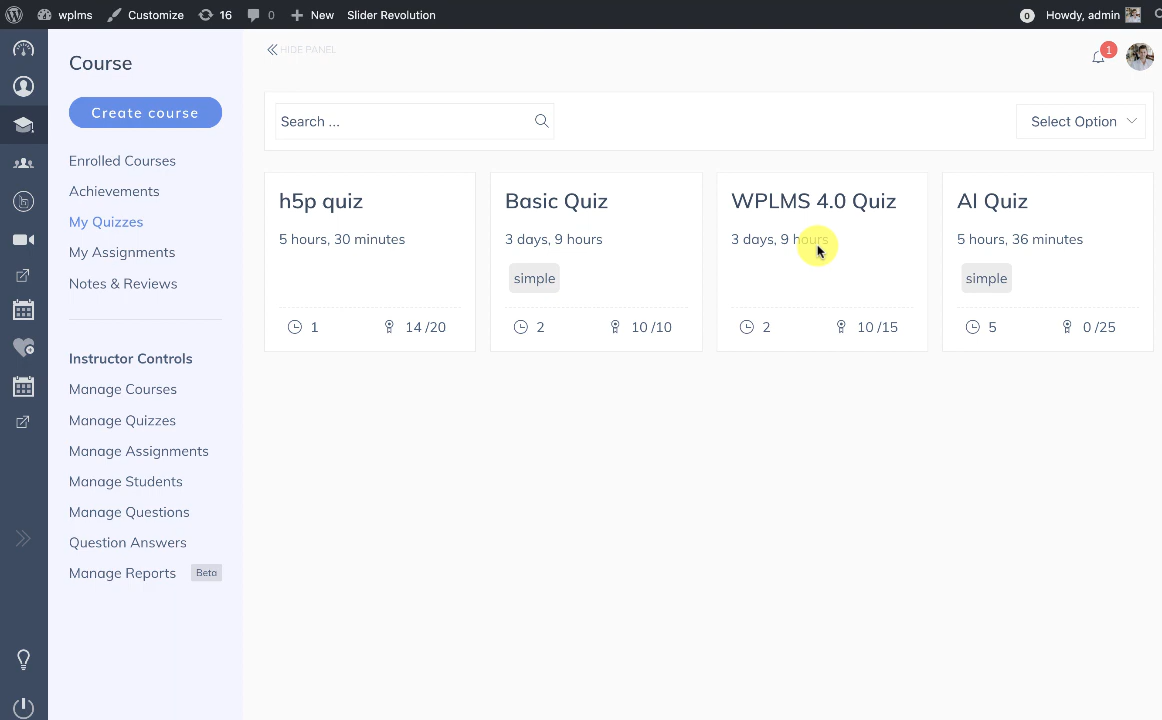 wplms Customize 16 0 New Slider Revolution 0 Howdy, admin
Course
Create course
Enrolled Courses
Achievements
My Quizzes
My Assignments
Notes & Reviews
Instructor Controls
Manage Courses
Manage Quizzes
Manage Assignments
Manage Students
Manage Questions
Question Answers
Manage Reports Beta
HIDE PANEL
1
Search ...
Select Option
h5p quiz
5 hours, 30 minutes
1 14 /20
Basic Quiz
3 days, 9 hours
simple
2 10 /10
WPLMS 4.0 Quiz
3 days, 9 hours
2 10 /15
AI Quiz
5 hours, 36 minutes
simple
5 0 /25